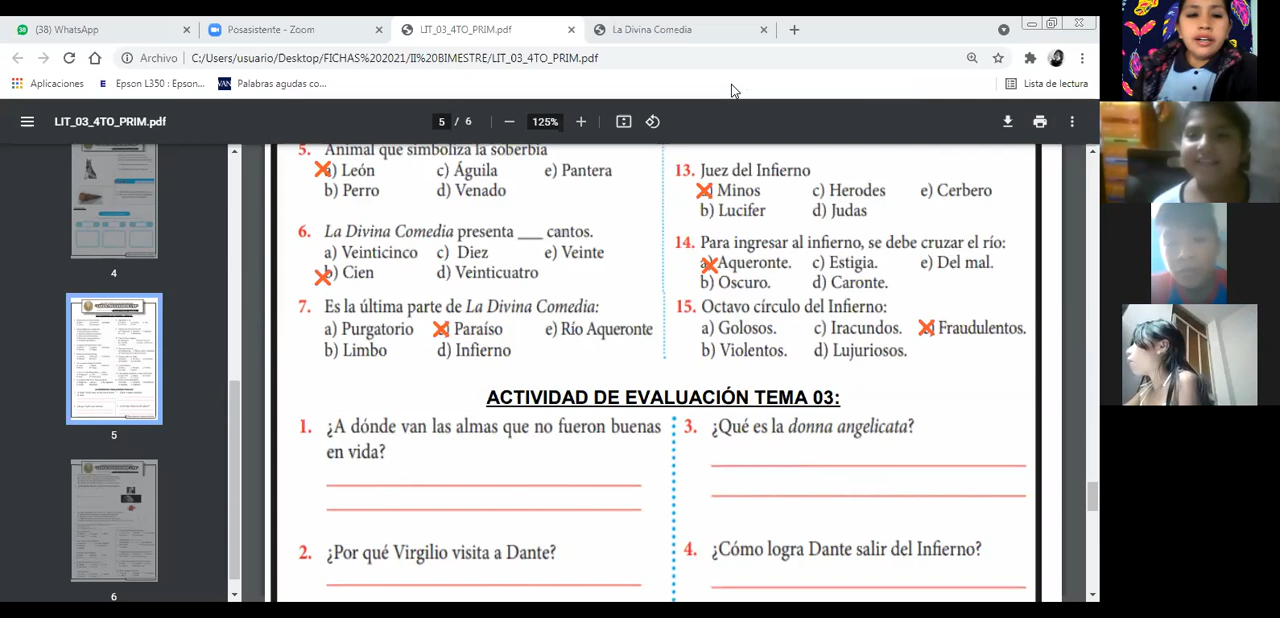 (38) WhatsApp
Posasistente - Zoom
LIT_03_4TO_PRIM.pdf
La Divina Comedia
Archivo
C:/Users/usuario/Desktop/FICHAS%202021/II%20BIMESTRE/LIT_03_4TO_PRIM.pdf
Aplicaciones
E Epson L350 : Epson...
VAN Palabras agudas co...
Lista de lectura
LIT_03_4TO_PRIM.pdf
5 / 6
125%
4
5
6
5. Animal que simboliza la soberbia
a) León c) Águila e) Pantera
b) Perro d) Venado
6. La Divina Comedia presenta ___ cantos.
a) Veinticinco c) Diez e) Veinte
b) Cien d) Veinticuatro
7. Es la última parte de La Divina Comedia:
a) Purgatorio c) Paraíso e) Río Aqueronte
b) Limbo d) Infierno
13. Juez del Infierno
a) Minos c) Herodes e) Cerbero
b) Lucifer d) Judas
14. Para ingresar al infierno, se debe cruzar el río:
a) Aqueronte. c) Estigia. e) Del mal.
b) Oscuro. d) Caronte.
15. Octavo círculo del Infierno:
a) Golosos. c) Iracundos. e) Fraudulentos.
b) Violentos. d) Lujuriosos.
ACTIVIDAD DE EVALUACIÓN TEMA 03:
1. ¿A dónde van las almas que no fueron buenas
en vida?
2. ¿Por qué Virgilio visita a Dante?
3. ¿Qué es la donna angelicata?
4. ¿Cómo logra Dante salir del Infierno?